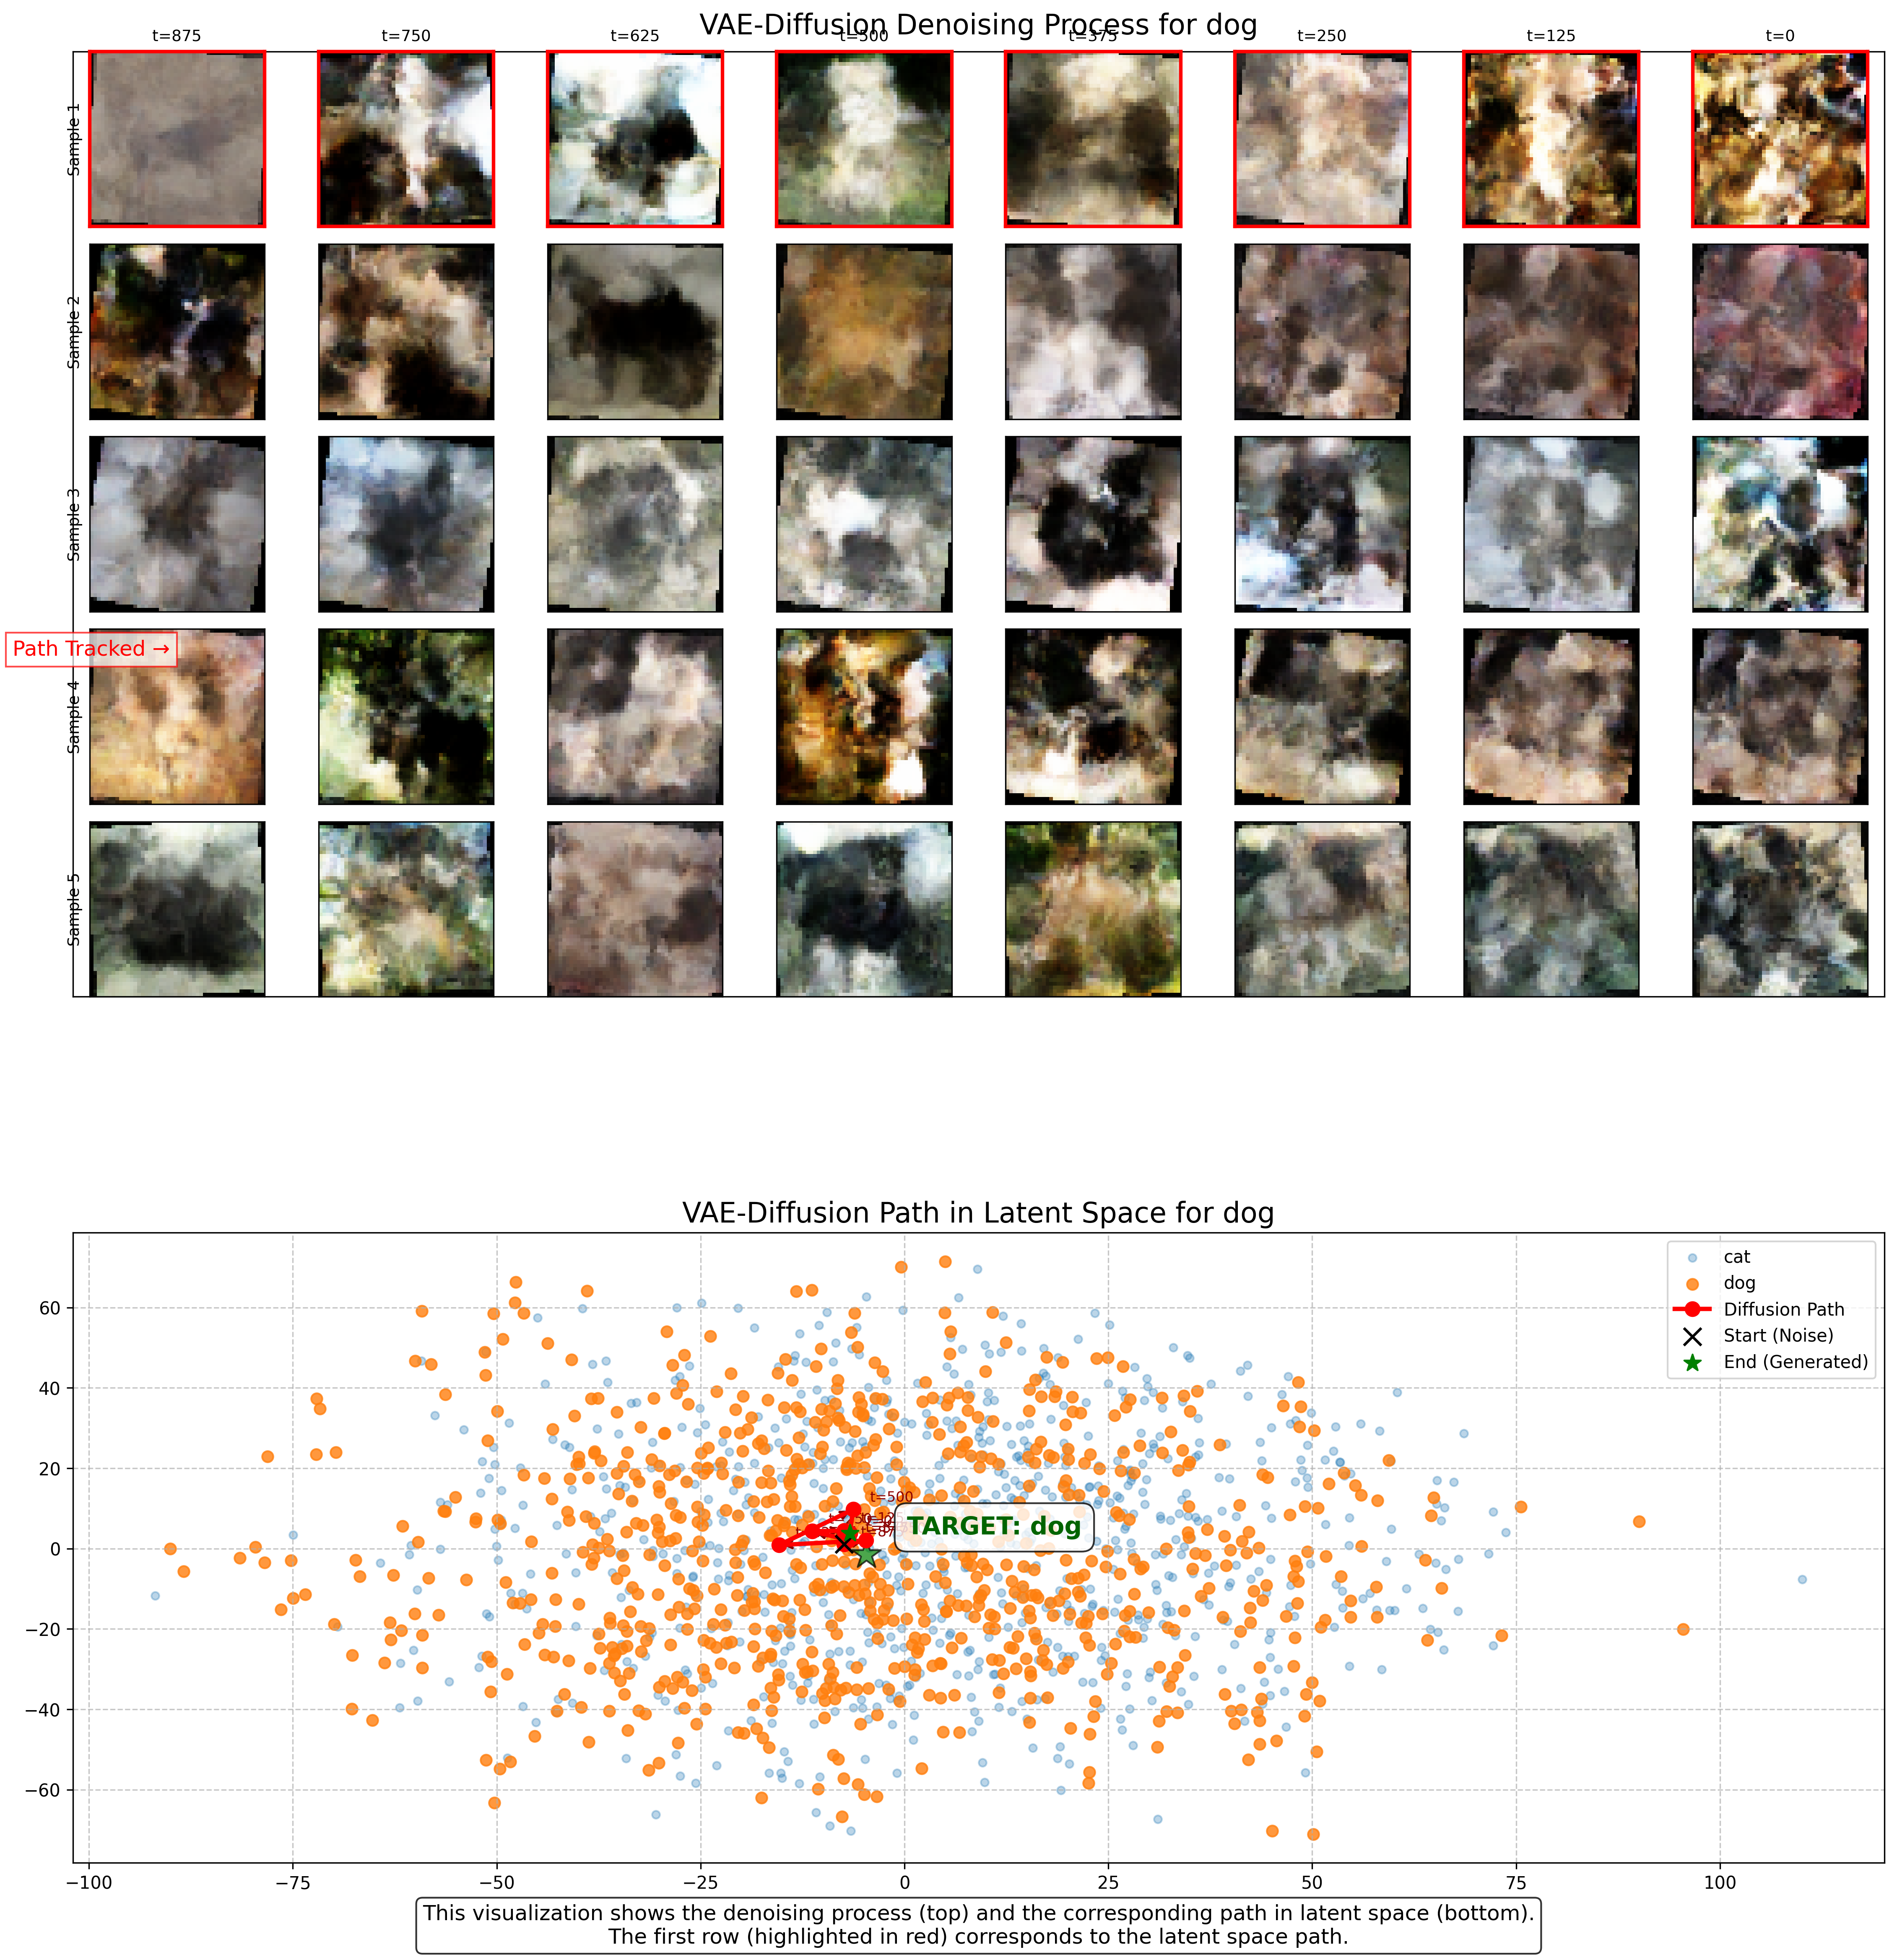 VAE-Diffusion Denoising Process for dog
t=875
t=750
t=625
t=500
t=375
t=250
t=125
t=0
Sample 1
Sample 2
Sample 3
Path Tracked →
Sample 4
Sample 5
VAE-Diffusion Path in Latent Space for dog
cat
dog
Diffusion Path
Start (Noise)
End (Generated)
60
40
20
0
−20
−40
−60
t=500
TARGET: dog
−100
−75
−50
−25
0
25
50
75
100
This visualization shows the denoising process (top) and the corresponding path in latent space (bottom).
The first row (highlighted in red) corresponds to the latent space path.